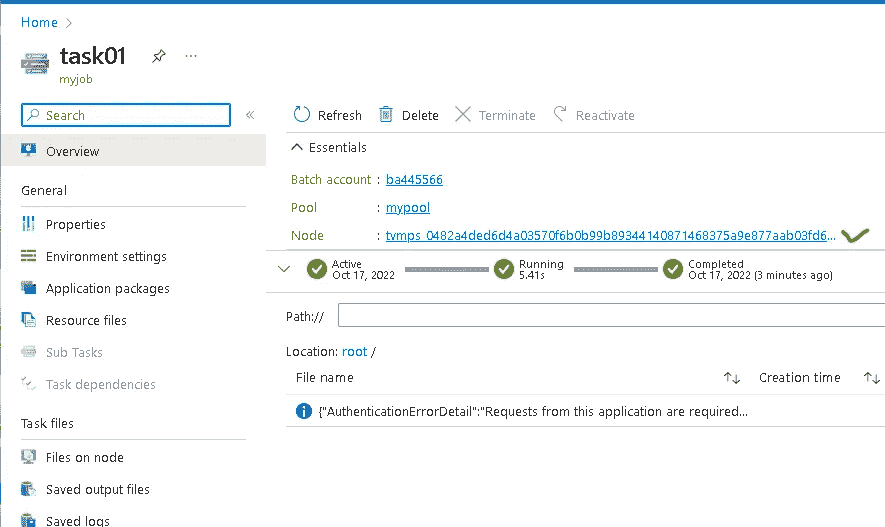 Home >
task01
...
myjob
Search
«
Overview
General
Properties
Environment settings
Application packages
Resource files
Sub Tasks
Task dependencies
Task files
Files on node
Saved output files
Saved logs
Refresh Delete Terminate Reactivate
Essentials
Batch account : ba445566
Pool : mypool
Node : tvmps_0482a4ded6d4a03570f6b0b99b89344140871468375a9e877aab03fd6...
Active
Oct 17, 2022
Running
5.41s
Completed
Oct 17, 2022 (3 minutes ago)
Path://
Location: root /
File name Creation time
{"AuthenticationErrorDetail":"Requests from this application are required...